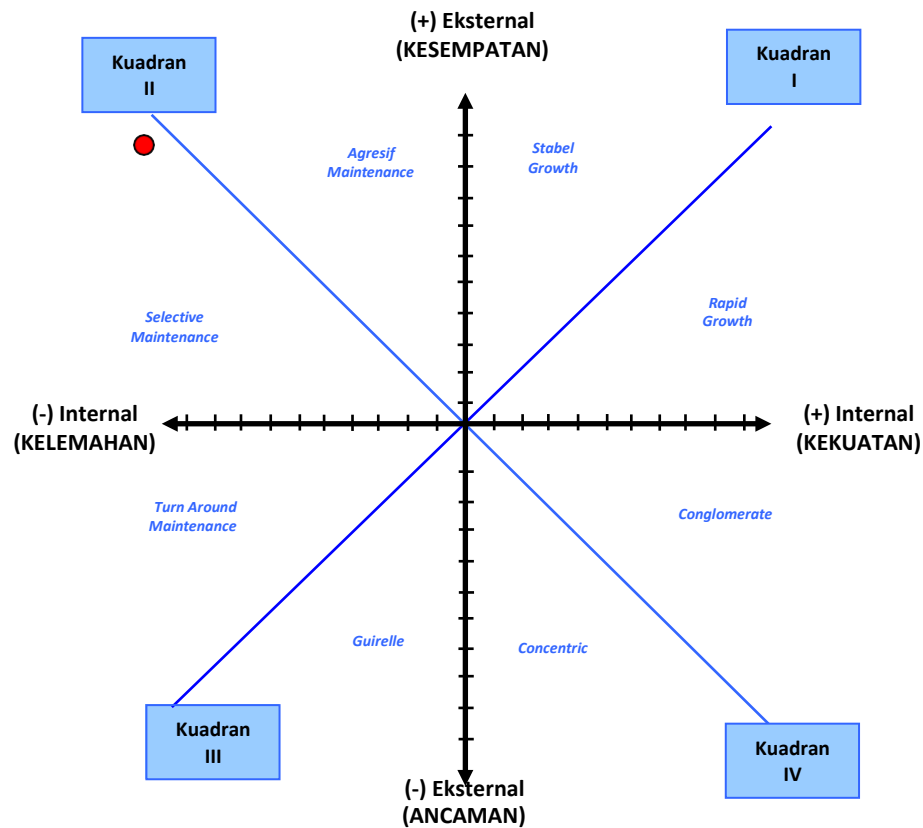 (+) Eksternal
(KESEMPATAN)
Kuadran
II
Kuadran
I
Agresif
Maintenance
Stabel
Growth
Selective
Maintenance
Rapid
Growth
(-) Internal
(KELEMAHAN)
(+) Internal
(KEKUATAN)
Turn Around
Maintenance
Conglomerate
Guirelle
Concentric
Kuadran
III
Kuadran
IV
(-) Eksternal
(ANCAMAN)